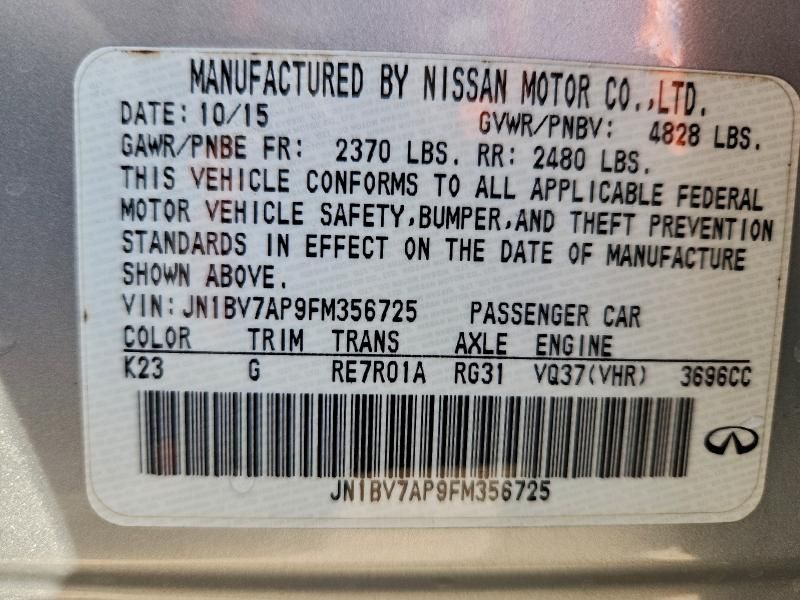 MANUFACTURED BY NISSAN MOTOR CO.,LTD.
DATE: 10/15 GVWR/PNBV: 4828 LBS.
GAWR/PNBE FR: 2370 LBS. RR: 2480 LBS.
THIS VEHICLE CONFORMS TO ALL APPLICABLE FEDERAL
MOTOR VEHICLE SAFETY,BUMPER,AND THEFT PREVENTION
STANDARDS IN EFFECT ON THE DATE OF MANUFACTURE
SHOWN ABOVE.
VIN: JN1BV7AP9FM356725 PASSENGER CAR
COLOR TRIM TRANS AXLE ENGINE
K23 G RE7R01A RG31 VQ37(VHR) 3696CC
JN1BV7AP9FM356725